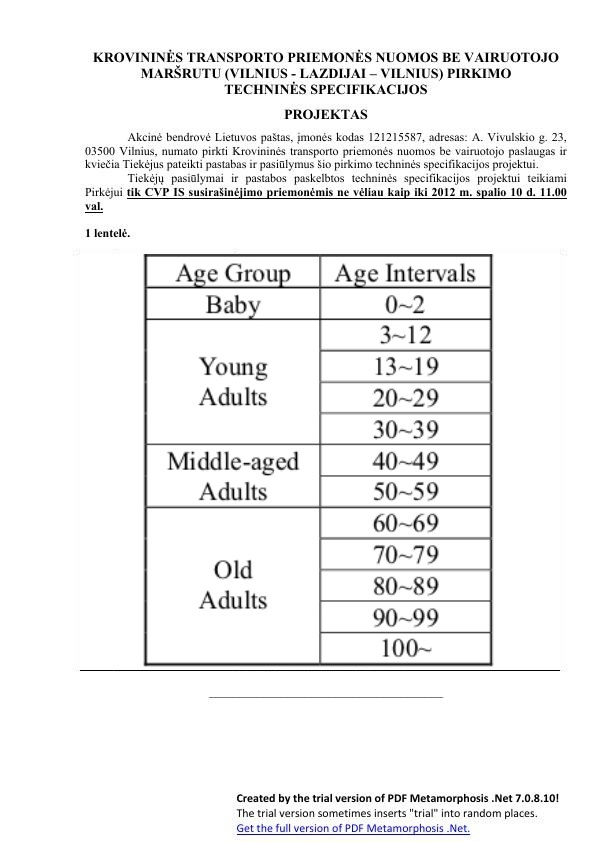 KROVININĖS TRANSPORTO PRIEMONĖS NUOMOS BE VAIRUOTOJO
MARŠRUTU (VILNIUS - LAZDIJAI – VILNIUS) PIRKIMO
TECHNINĖS SPECIFIKACIJOS
PROJEKTAS
Akcinė bendrovė Lietuvos paštas, įmonės kodas 121215587, adresas: A. Vivulskio g. 23,
03500 Vilnius, numato pirkti Krovininės transporto priemonės nuomos be vairuotojo paslaugas ir
kviečia Tiekėjus pateikti pastabas ir pasiūlymus šio pirkimo techninės specifikacijos projektui.
Tiekėjų pasiūlymai ir pastabos paskelbtos techninės specifikacijos projektui teikiami
Pirkėjui tik CVP IS susirašinėjimo priemonėmis ne vėliau kaip iki 2012 m. spalio 10 d. 11.00
val.
1 lentelė.
Age Group Age Intervals
Baby 0~2
Young Adults 3~12
13~19
20~29
30~39
Middle-aged Adults 40~49
50~59
Old Adults 60~69
70~79
80~89
90~99
100~
Created by the trial version of PDF Metamorphosis .Net 7.0.8.10!
The trial version sometimes inserts "trial" into random places.
Get the full version of PDF Metamorphosis .Net.